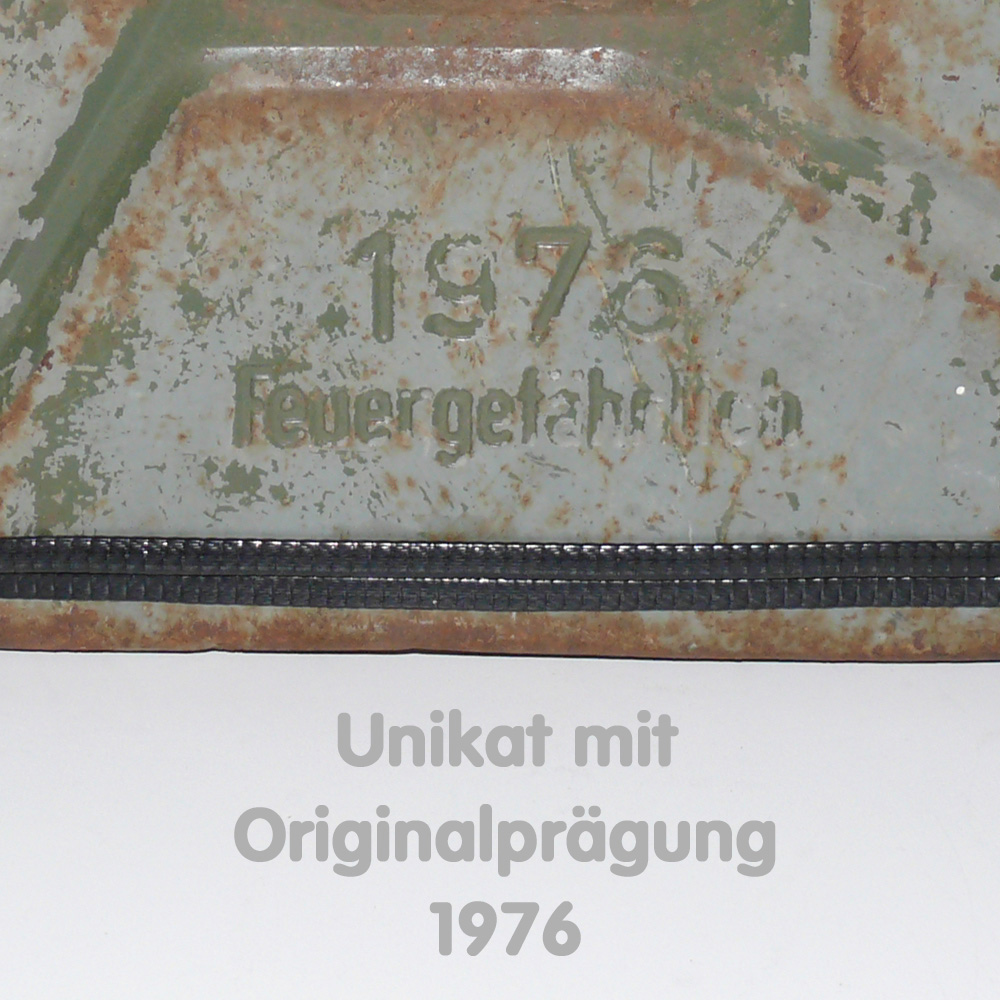 1976
Feuergefährlich
Unikat mit
Originalprägung
1976